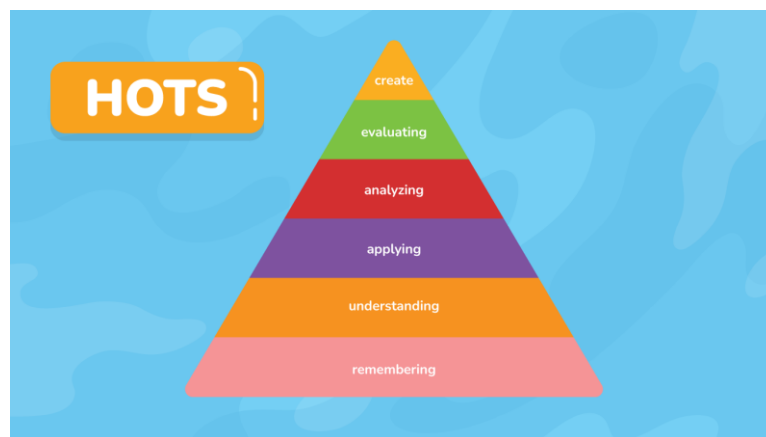 HOTS
create
evaluating
analyzing
applying
understanding
remembering